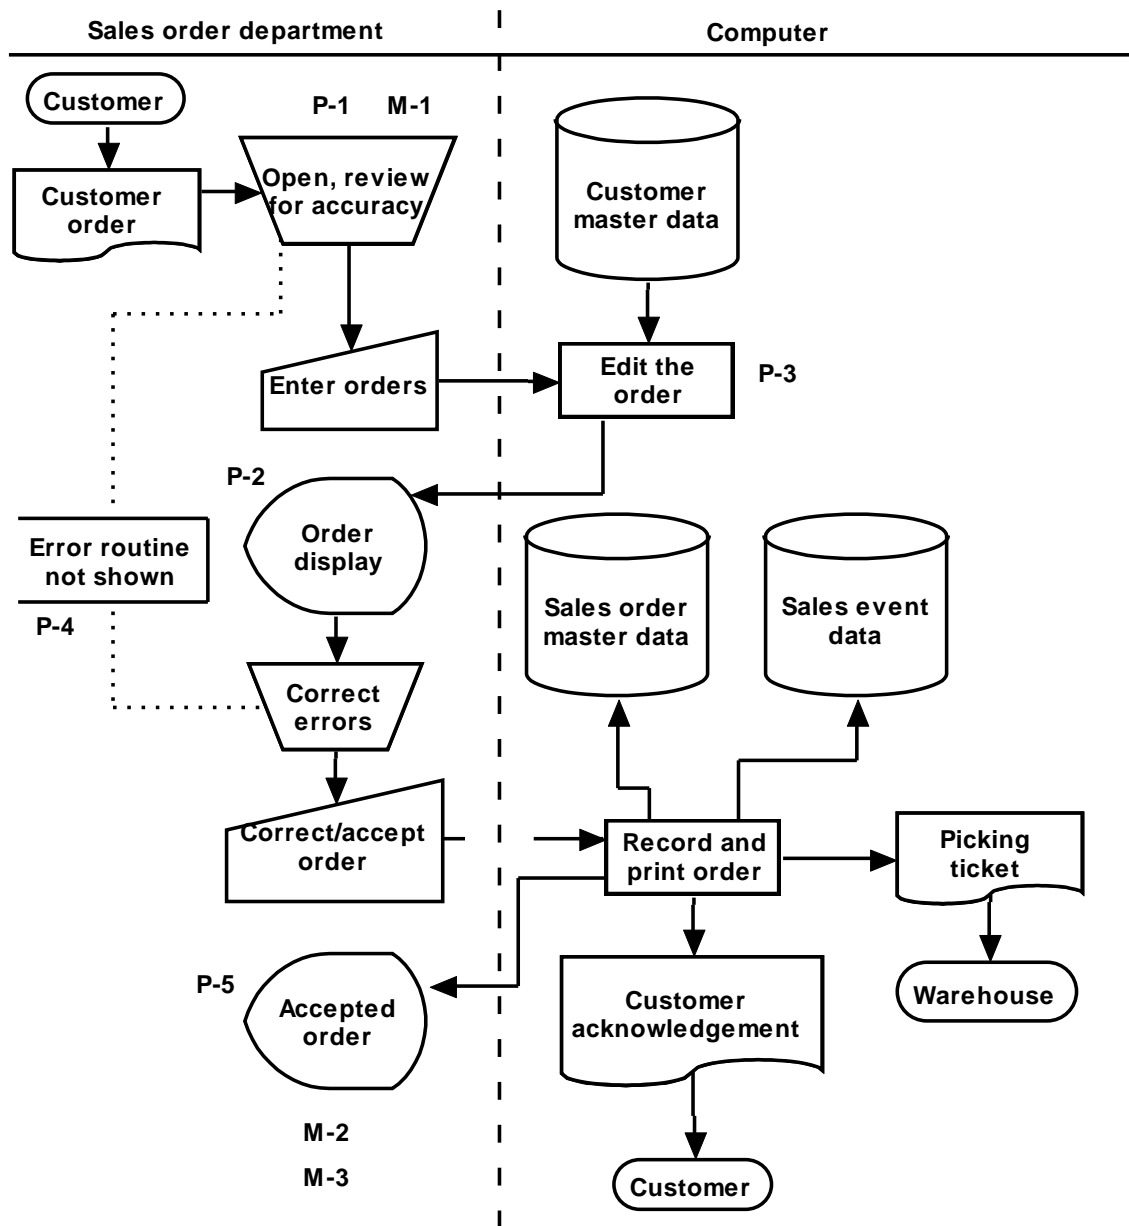 Sales order department
Computer
Customer
P-1
M-1
Customer
order
Open, review
for accuracy
Customer
master data
Enter orders
Edit the
order
P-3
P-2
Order
display
Error routine
not shown
P-4
Sales order
master data
Sales event
data
Correct
errors
Correct/accept
order
Record and
print order
Picking
ticket
P-5
Accepted
order
Customer
acknowledgement
Warehouse
M-2
M-3
Customer